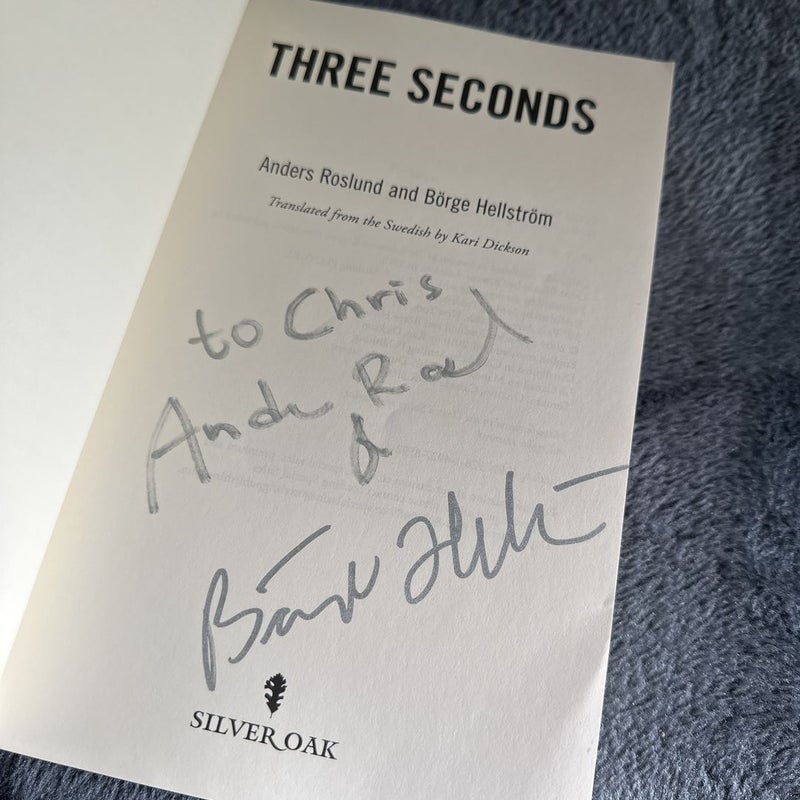 THREE SECONDS
Anders Roslund and Börge Hellström
Translated from the Swedish by Kari Dickson
to Chris
&
SILVER OAK